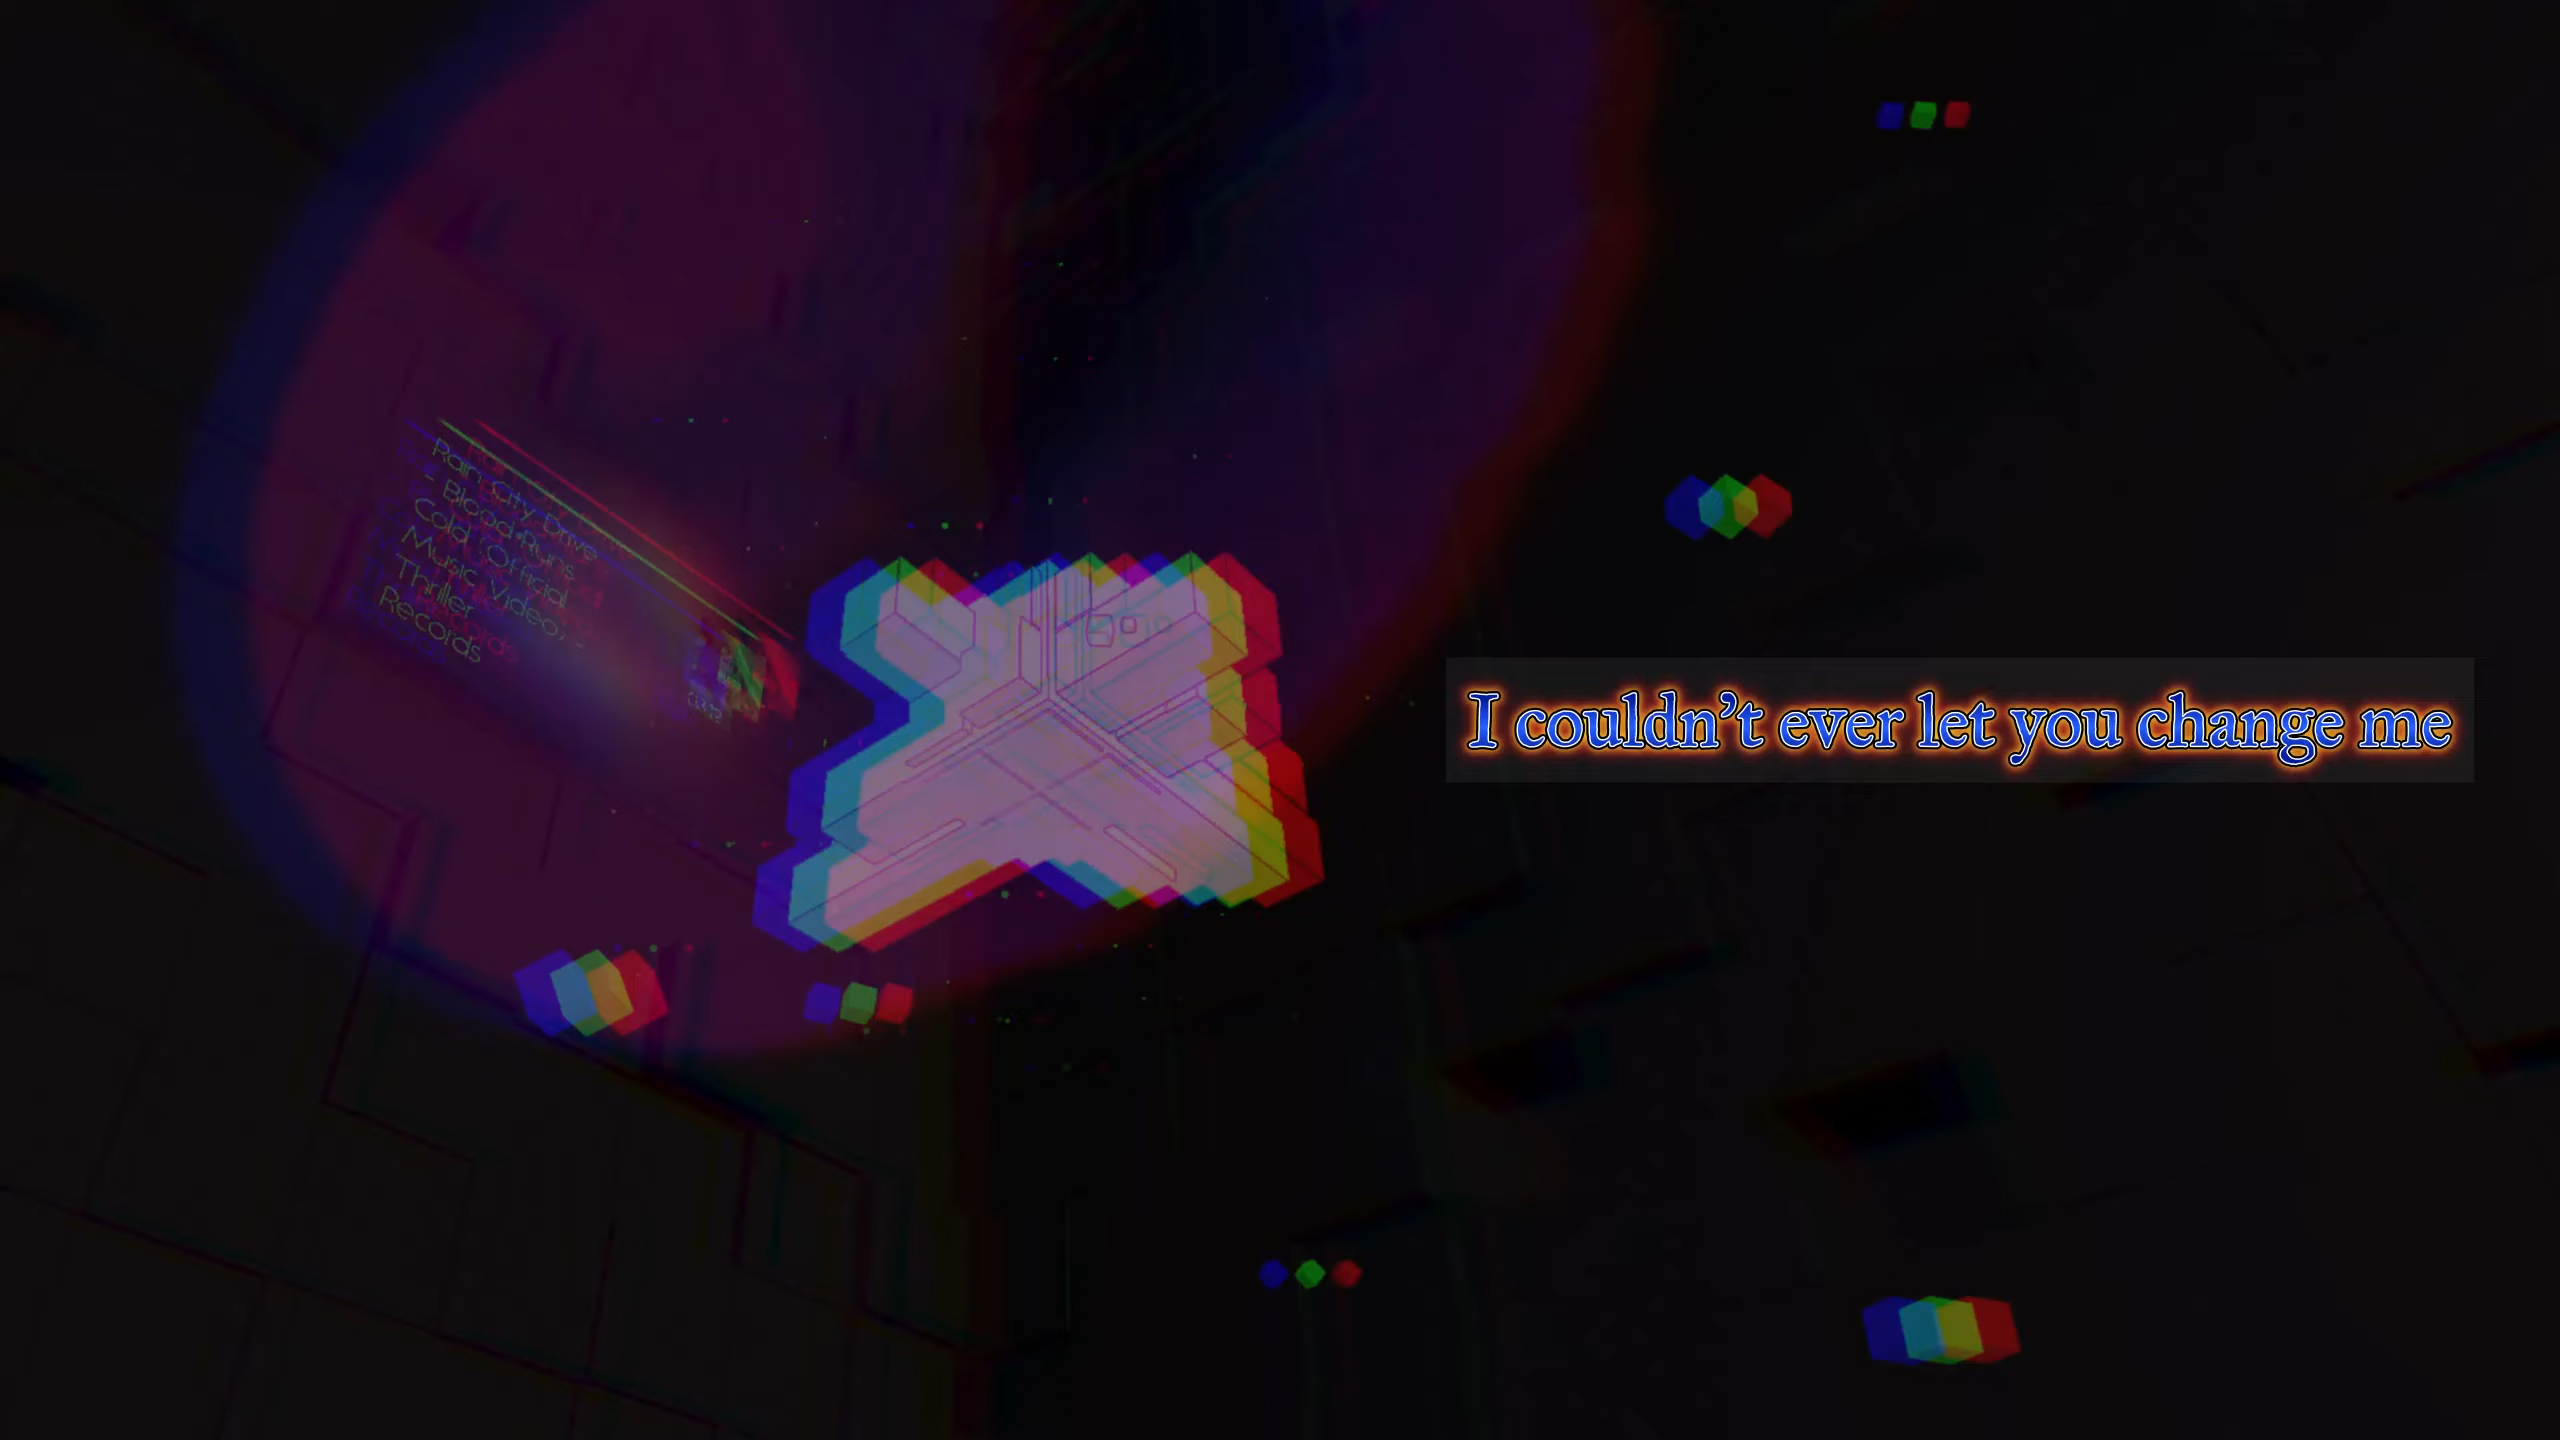 Rain City Drive
- Blood Runs
Cold (Official
Music Video) -
Thriller
Records
I couldn’t ever let you change me